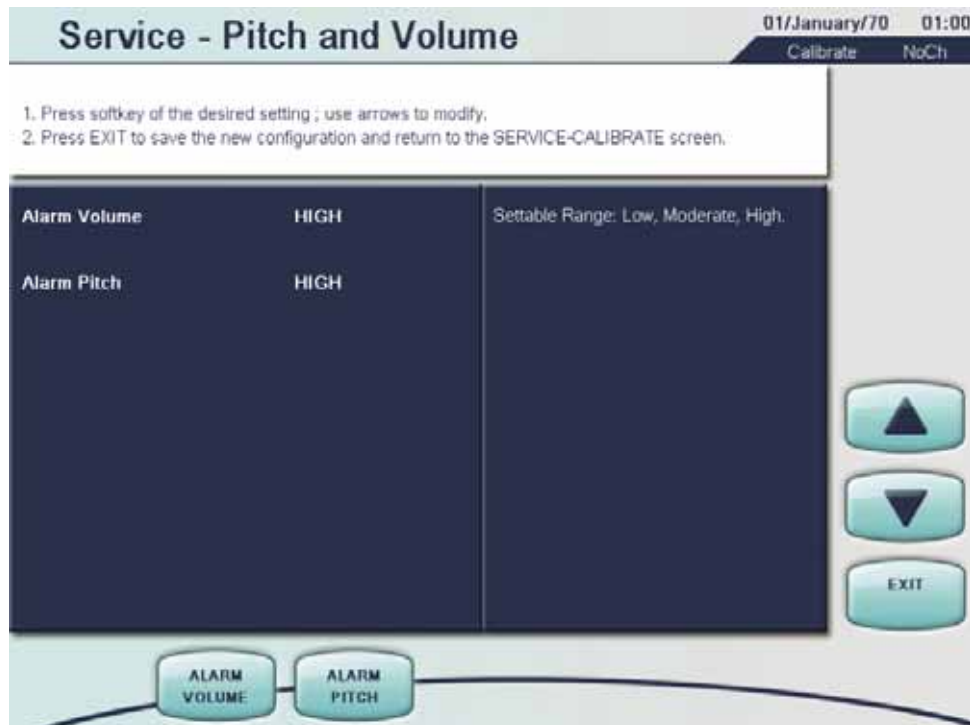 Service - Pitch and Volume
01/January/70 01:00
Calibrate NoCh
1. Press softkey of the desired setting ; use arrows to modify.
2. Press EXIT to save the new configuration and return to the SERVICE-CALIBRATE screen.
Alarm Volume HIGH
Settable Range: Low, Moderate, High.
Alarm Pitch HIGH
EXIT
ALARM
VOLUME
ALARM
PITCH